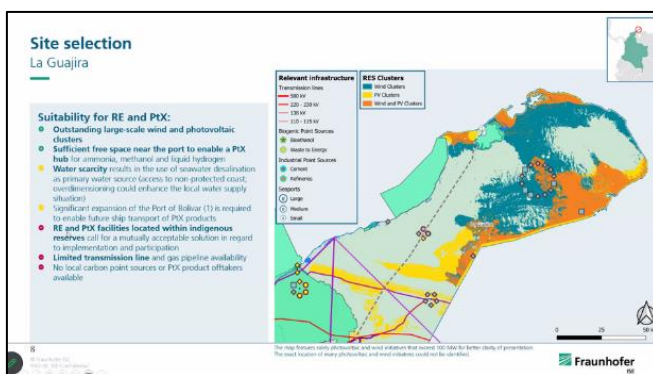 Site selection
La Guajira
Suitability for RE and PtX:
Outstanding large-scale wind and photovoltaic
clusters
Sufficient free space near the port to enable a PtX
hub for ammonia, methanol and liquid hydrogen
Water scarcity results in the use of seawater desalination
as primary water source (access to non-protected coast,
overdimensioning could enhance the local water supply
situation)
Significant expansion of the Port of Bolivar (1) is required
to enable future ship transport of PtX products
RE and PtX facilities located within indigenous
reserves call for a mutually acceptable solution in regard
to implementation and participation
Limited transmission line and gas pipeline availability
No local carbon point sources or PtX product offtakers
available
Relevant infrastructure
Transmission lines
500 kV
220 - 230 kV
110 - 115 kV
Biogenic Point Sources
Bioethanol
Waste to Energy
Industrial Point Sources
Cement
Refineries
Seaports
Large
Medium
Small
RES Clusters
Wind Clusters
PV Clusters
Wind and PV Clusters
0 25 50
The map features only photovoltaic and wind initiatives that exceed 100 MW for better clarity of presentation.
The exact location of many photovoltaic and wind initiatives could not be identified.
8
© Fraunhofer ISE
Fraunhofer
ISE